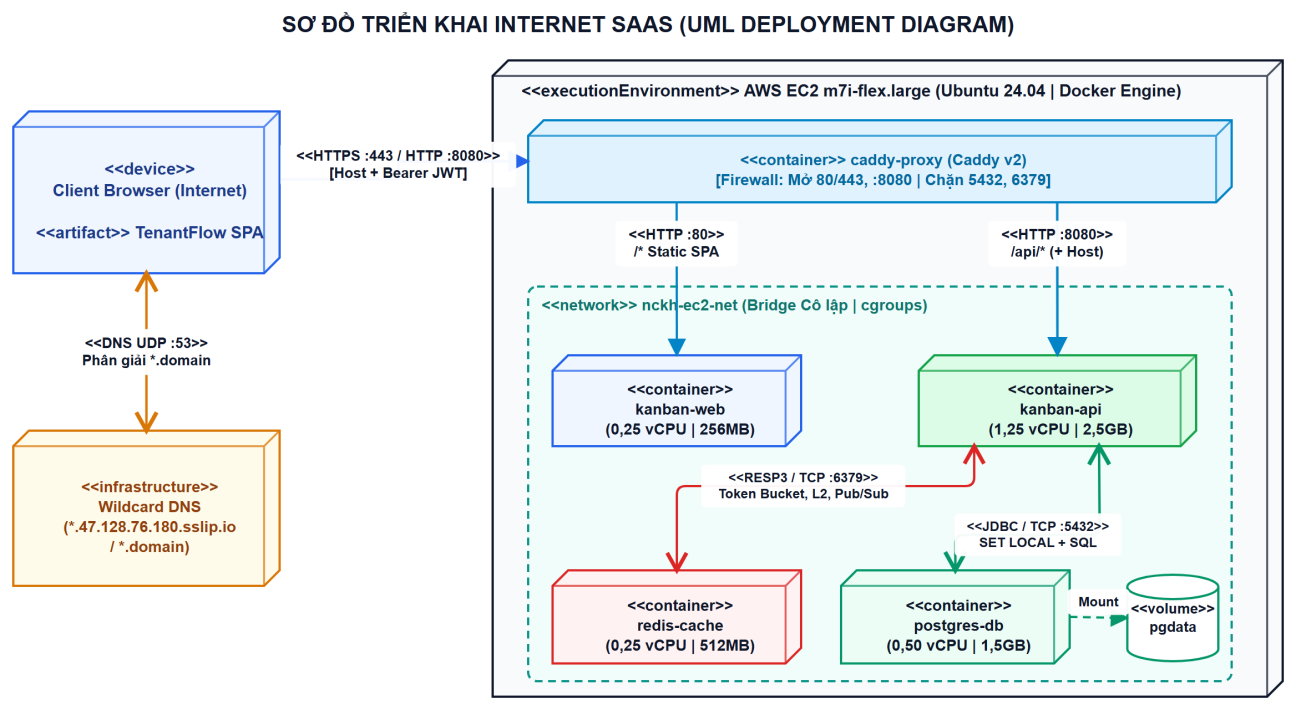 SƠ ĐỒ TRIỂN KHAI INTERNET SAAS (UML DEPLOYMENT DIAGRAM)
<<executionEnvironment>> AWS EC2 m7i-flex.large (Ubuntu 24.04 | Docker Engine)
<<device>>
Client Browser (Internet)
<<artifact>> TenantFlow SPA
<<HTTPS :443 / HTTP :8080>>
[Host + Bearer JWT]
<<container>> caddy-proxy (Caddy v2)
[Firewall: Mở 80/443, :8080 | Chặn 5432, 6379]
<<HTTP :80>>
/* Static SPA
<<HTTP :8080>>
/api/* (+ Host)
<<network>> nckh-ec2-net (Bridge Cô lập | cgroups)
<<DNS UDP :53>>
Phân giải *.domain
<<container>>
kanban-web
(0,25 vCPU | 256MB)
<<container>>
kanban-api
(1,25 vCPU | 2,5GB)
<<infrastructure>>
Wildcard DNS
(*.47.128.76.180.sslip.io
/ *.domain)
<<RESP3 / TCP :6379>>
Token Bucket, L2, Pub/Sub
<<JDBC / TCP :5432>>
SET LOCAL + SQL
<<container>>
redis-cache
(0,25 vCPU | 512MB)
<<container>>
postgres-db
(0,50 vCPU | 1,5GB)
Mount
<<volume>>
pgdata